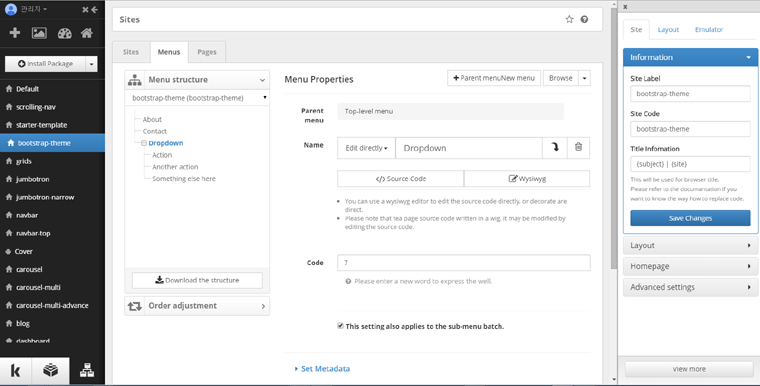 관리자
Install Package
Default
scrolling-nav
starter-template
bootstrap-theme
grids
jumbotron
jumbotron-narrow
navbar
navbar-top
Cover
carousel
carousel-multi
carousel-multi-advance
blog
dashboard
Sites
Sites
Menus
Pages
Menu structure
bootstrap-theme (bootstrap-theme)
About
Contact
Dropdown
Action
Another action
Something else here
Download the structure
Order adjustment
Menu Properties
+ Parent menuNew menu
Browse
Parent menu
Top-level menu
Name
Edit directly
Dropdown
</> Source Code
Wysiwyg
You can use a wysiwyg editor to edit the source code directly, or decorate are
direct.
Please note that tea page source code written in a wig, it may be modified by
editing the source code.
Code
7
Please enter a new word to express the well.
This setting also applies to the sub-menu batch.
Set Metadata
x
Site
Layout
Emulator
Information
Site Label
bootstrap-theme
Site Code
bootstrap-theme
Title Infomation
{subject} | {site}
This will be used for browser title.
Please refer to the documantation if you
want to know the way how to replace code.
Save Changes
Layout
Homepage
Advanced settings
view more